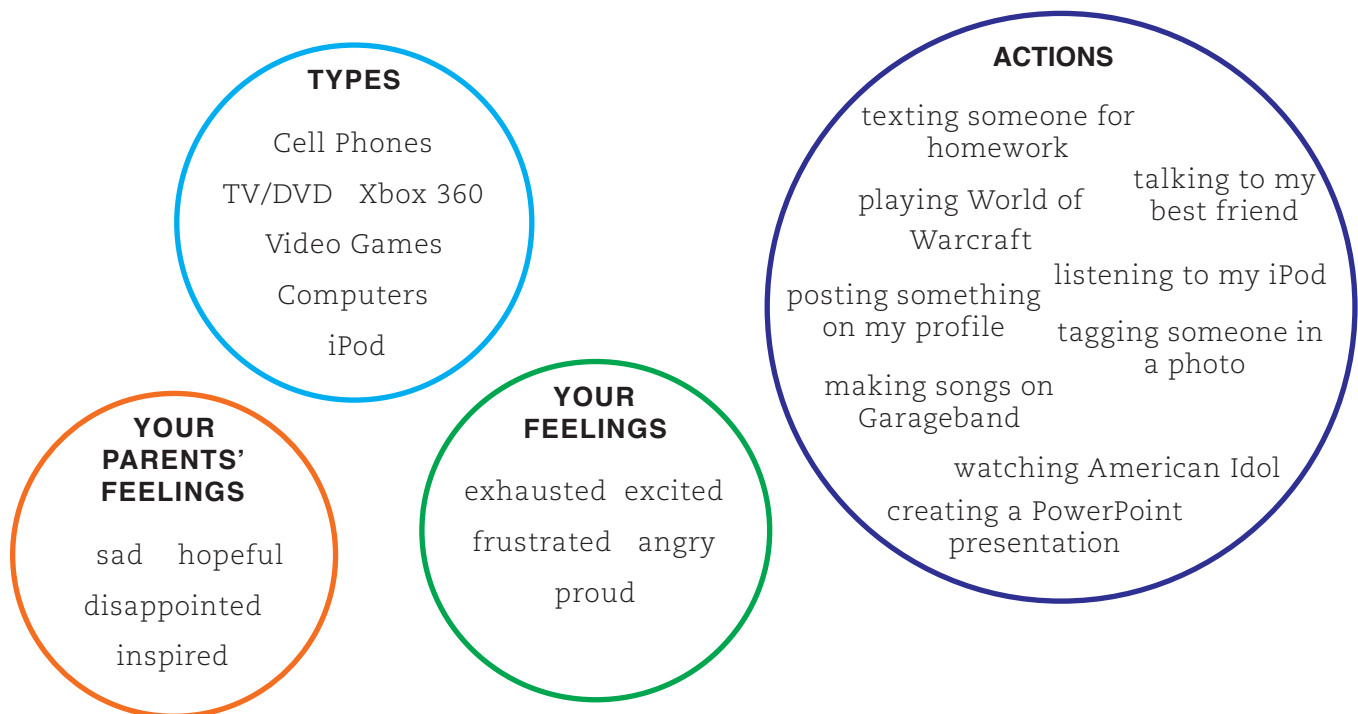 TYPES
Cell Phones
TV/DVD Xbox 360
Video Games
Computers
iPod
YOUR
PARENTS'
FEELINGS
sad hopeful
disappointed
inspired
YOUR
FEELINGS
exhausted excited
frustrated angry
proud
ACTIONS
texting someone for
homework
talking to my
best friend
playing World of
Warcraft
listening to my iPod
posting something
on my profile
tagging someone in
a photo
making songs on
Garageband
watching American Idol
creating a PowerPoint
presentation